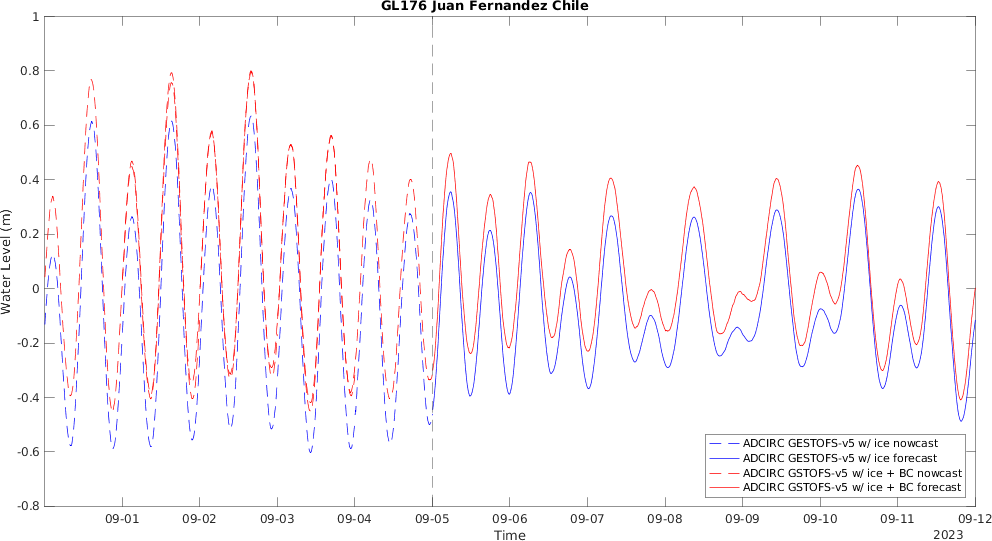 GL176 Juan Fernandez Chile
Water Level (m)
1
0.8
0.6
0.4
0.2
0
-0.2
-0.4
-0.6
-0.8
ADCIRC GESTOFS-v5 w/ ice nowcast
ADCIRC GESTOFS-v5 w/ ice forecast
ADCIRC GSTOFS-v5 w/ ice + BC nowcast
ADCIRC GSTOFS-v5 w/ ice + BC forecast
09-01 09-02 09-03 09-04 09-05 09-06 09-07 09-08 09-09 09-10 09-11 09-12
Time
2023